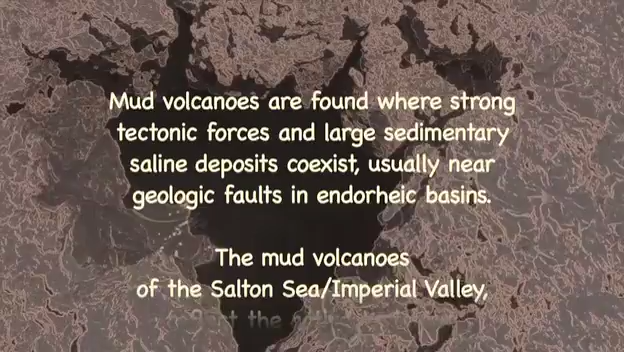 Mud volcanoes are found where strong
tectonic forces and large sedimentary
saline deposits coexist, usually near
geologic faults in endorheic basins.
The mud volcanoes
of the Salton Sea/Imperial Valley,
the